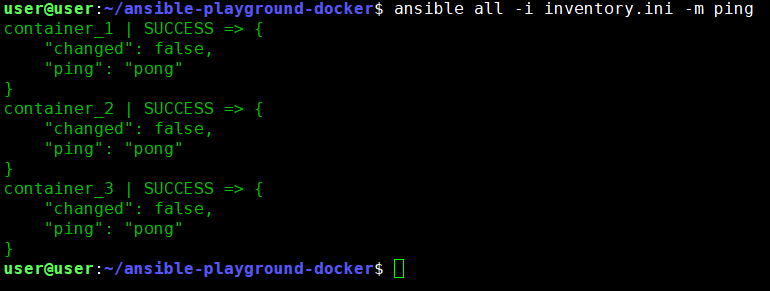 user@user:~/ansible-playground-docker$ ansible all -i inventory.ini -m ping
container_1 | SUCCESS => {
    "changed": false,
    "ping": "pong"
}
container_2 | SUCCESS => {
    "changed": false,
    "ping": "pong"
}
container_3 | SUCCESS => {
    "changed": false,
    "ping": "pong"
}
user@user:~/ansible-playground-docker$